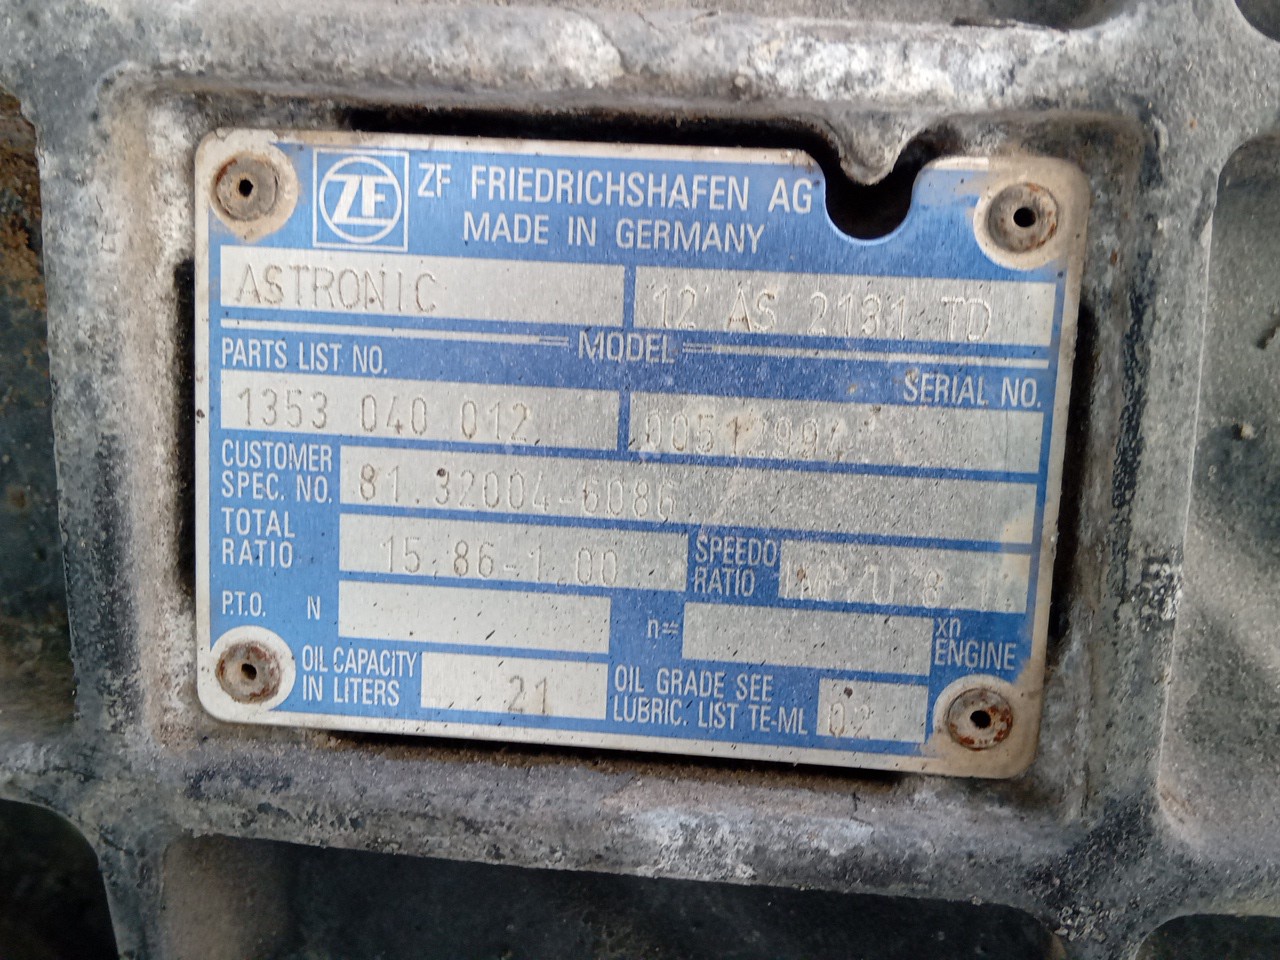 ZF ZF FRIEDRICHSHAFEN AG
MADE IN GERMANY
ASTRONIC 12 AS 2131 TD
MODEL
PARTS LIST NO. SERIAL NO.
1353 040 012
CUSTOMER
SPEC. NO. 81.32004-6086
TOTAL
RATIO 15.86-1.00 SPEEDO
RATIO 8
P.T.O. N n= xn
ENGINE
OIL CAPACITY
IN LITERS 21 OIL GRADE SEE
LUBRIC. LIST TE-ML 02